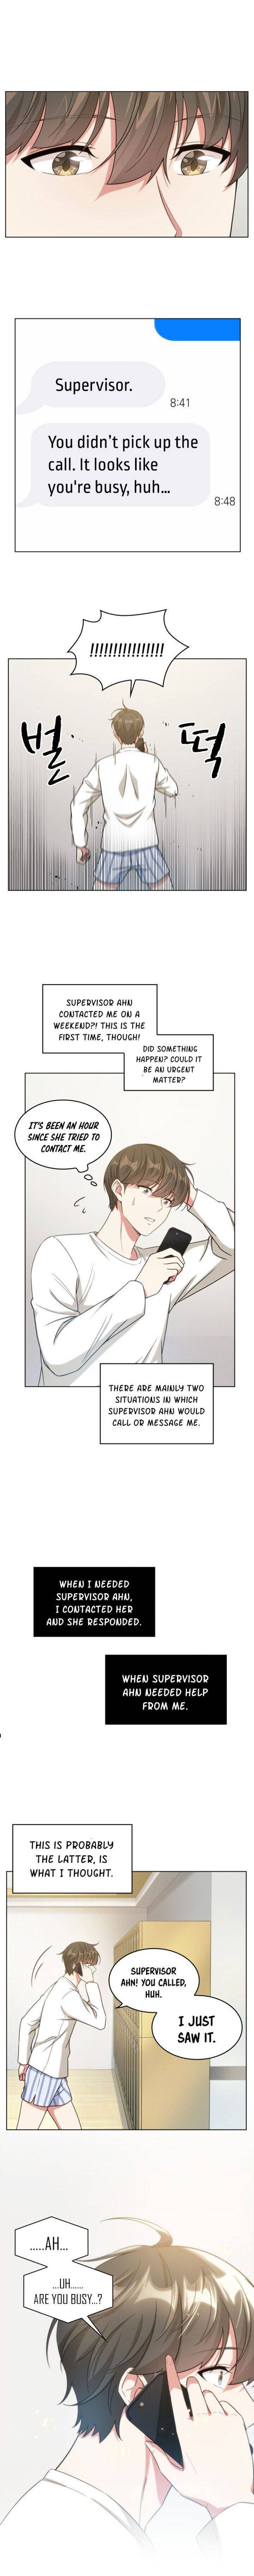 Supervisor.
8:41
You didn't pick up the
call. It looks like
you're busy, huh...
8:48
!!!!!!!!!!!!!!!!
벌
떡
SUPERVISOR AHN
CONTACTED ME ON A
WEEKEND?! THIS IS THE
FIRST TIME, THOUGH!
DID SOMETHING
HAPPEN? COULD IT
BE AN URGENT
MATTER?
IT'S BEEN AN HOUR
SINCE SHE TRIED TO
CONTACT ME.
THERE ARE MAINLY TWO
SITUATIONS IN WHICH
SUPERVISOR AHN WOULD
CALL OR MESSAGE ME.
WHEN I NEEDED
SUPERVISOR AHN,
I CONTACTED HER
AND SHE RESPONDED.
WHEN SUPERVISOR
AHN NEEDED HELP
FROM ME.
THIS IS PROBABLY
THE LATTER, IS
WHAT I THOUGHT.
SUPERVISOR
AHN! YOU CALLED,
HUH.
I JUST
SAW IT.
.....AH...
...UH......
ARE YOU BUSY...?